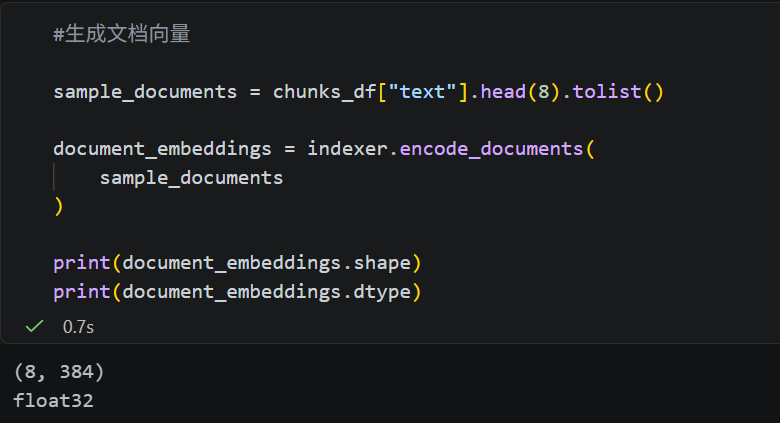 #生成文档向量
sample_documents = chunks_df["text"].head(8).tolist()
document_embeddings = indexer.encode_documents(
    sample_documents
)
print(document_embeddings.shape)
print(document_embeddings.dtype)
0.7s
(8, 384)
float32